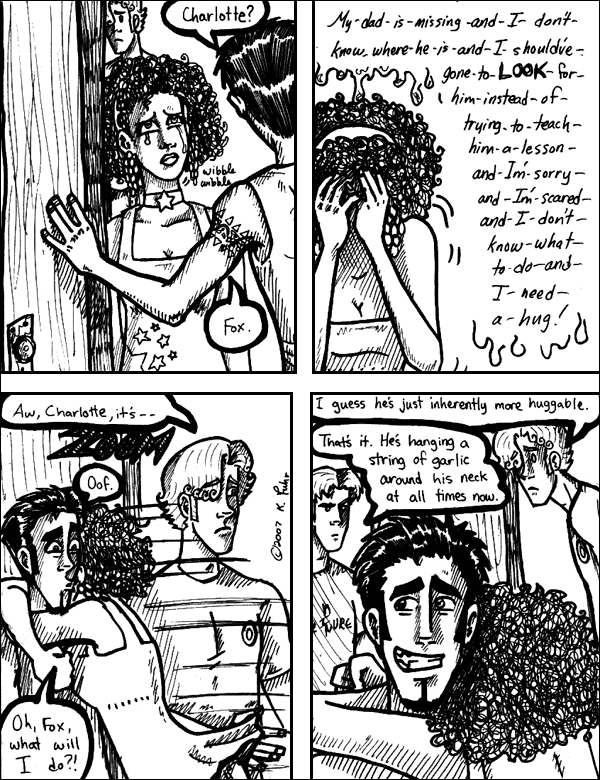 Charlotte?
wibble
wibble
Fox.
My-dad-is-missing-and-I-don't-
know-where-he-is-and-I-should've-
gone-to-LOOK-for-
him-instead-of-
trying-to-teach-
him-a-lesson-
and-I'm-sorry-
and-I'm-scared-
and-I-don't-
know-what-
to-do-and-
I-need-
a-hug!
Aw, Charlotte, it's--
ZOOM
Oof.
©2007 K. Fuhr
Oh, Fox,
what will
I do?!
I guess he's just inherently more huggable.
That's it. He's hanging a
string of garlic
around his neck
at all times now.